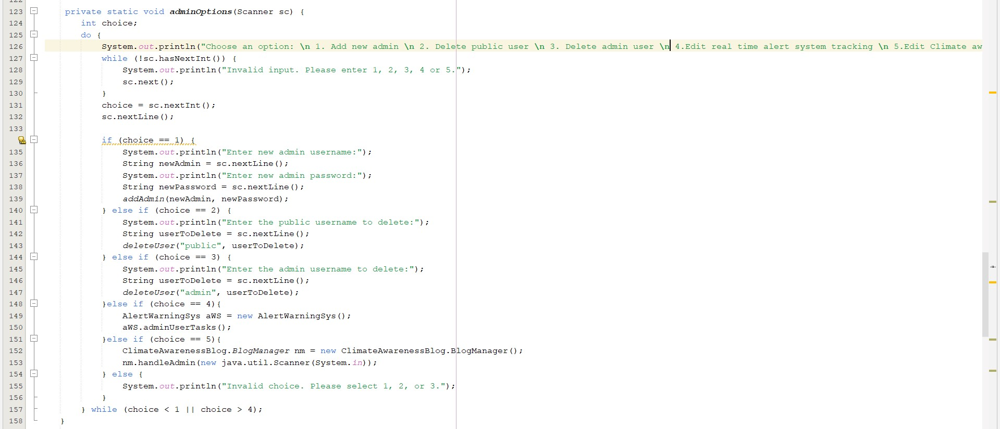 122
123 private static void adminOptions(Scanner sc) {
124 int choice;
125 do {
126 System.out.println("Choose an option: \n 1. Add new admin \n 2. Delete public user \n 3. Delete admin user \n 4.Edit real time alert system tracking \n 5.Edit Climate aw
127 while (!sc.hasNextInt()) {
128 System.out.println("Invalid input. Please enter 1, 2, 3, 4 or 5.");
129 sc.next();
130 }
131 choice = sc.nextInt();
132 sc.nextLine();
133
if (choice == 1) {
135 System.out.println("Enter new admin username:");
136 String newAdmin = sc.nextLine();
137 System.out.println("Enter new admin password:");
138 String newPassword = sc.nextLine();
139 addAdmin(newAdmin, newPassword);
140 } else if (choice == 2) {
141 System.out.println("Enter the public username to delete:");
142 String userToDelete = sc.nextLine();
143 deleteUser("public", userToDelete);
144 } else if (choice == 3) {
145 System.out.println("Enter the admin username to delete:");
146 String userToDelete = sc.nextLine();
147 deleteUser("admin", userToDelete);
148 }else if (choice == 4){
149 AlertWarningSys aWS = new AlertWarningSys();
150 aWS.adminUserTasks();
151 }else if (choice == 5){
152 ClimateAwarenessBlog.BlogManager nm = new ClimateAwarenessBlog.BlogManager();
153 nm.handleAdmin(new java.util.Scanner(System.in));
154 } else {
155 System.out.println("Invalid choice. Please select 1, 2, or 3.");
156 }
157 } while (choice < 1 || choice > 4);
158 }